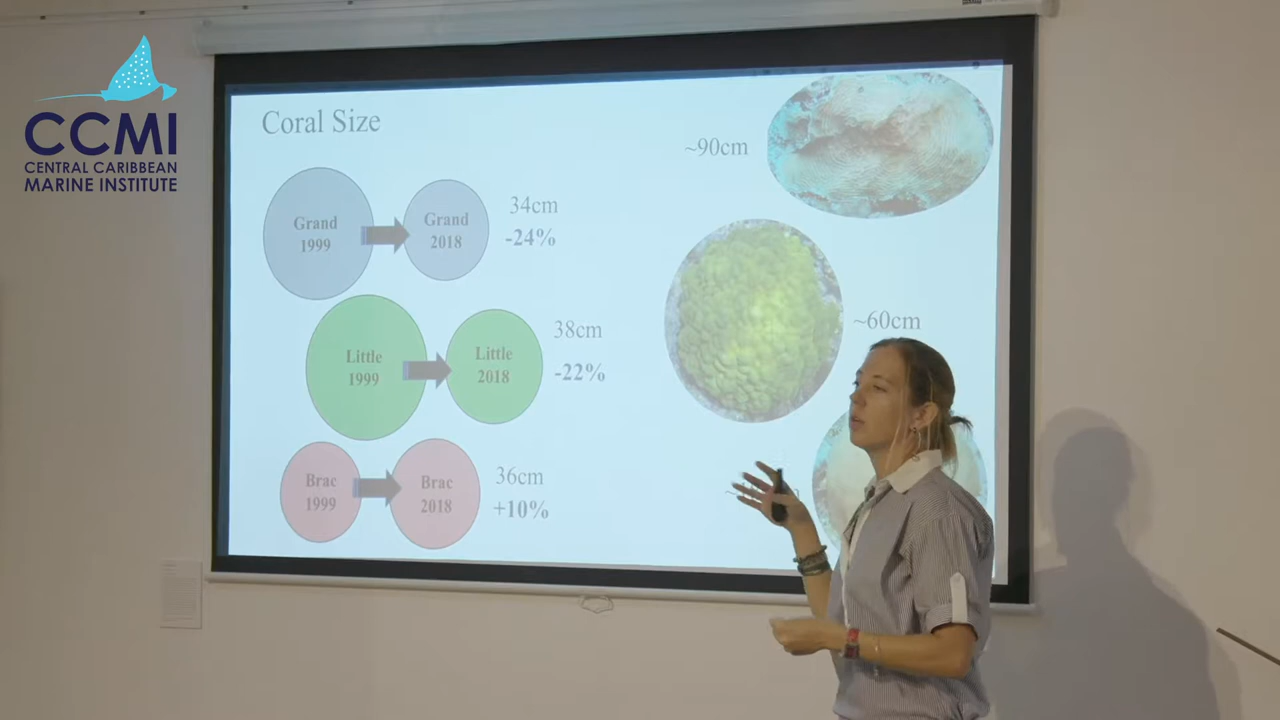 CCMI
CENTRAL CARIBBEAN
MARINE INSTITUTE
Coral Size
Grand
1999
Grand
2018
34cm
-24%
Little
1999
Little
2018
38cm
-22%
Brac
1999
Brac
2018
36cm
+10%
~90cm
~60cm